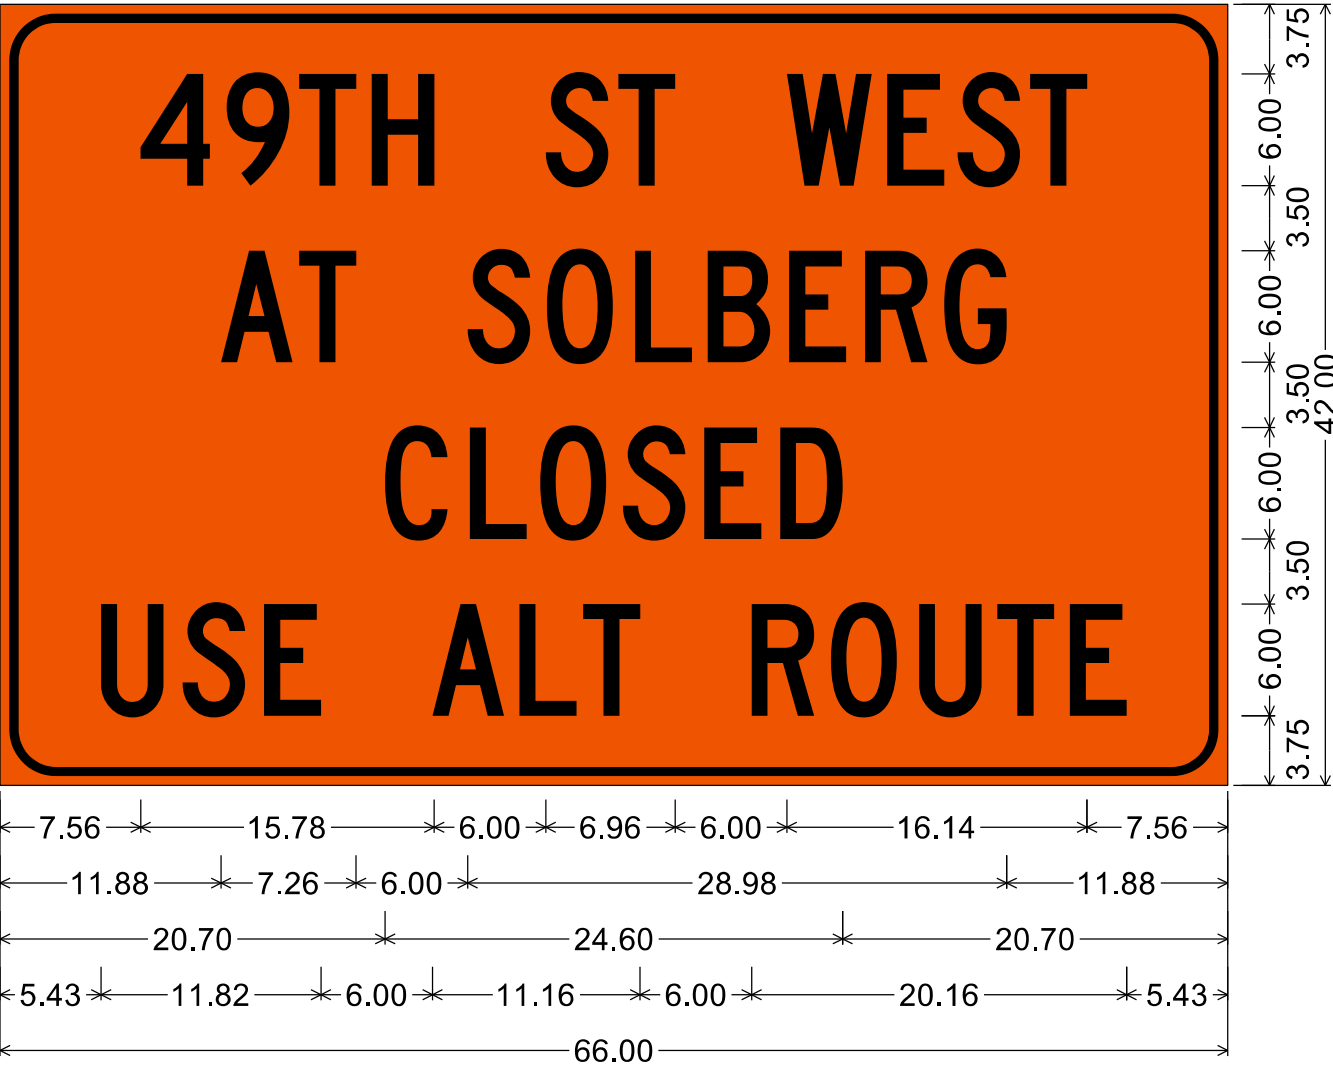 49TH ST WEST
AT SOLBERG
CLOSED
USE ALT ROUTE
3.75
6.00
3.50
6.00
3.50
42.00
6.00
3.50
6.00
3.75
7.56 15.78 6.00 6.96 6.00 16.14 7.56
11.88 7.26 6.00 28.98 11.88
20.70 24.60 20.70
5.43 11.82 6.00 11.16 6.00 20.16 5.43
66.00